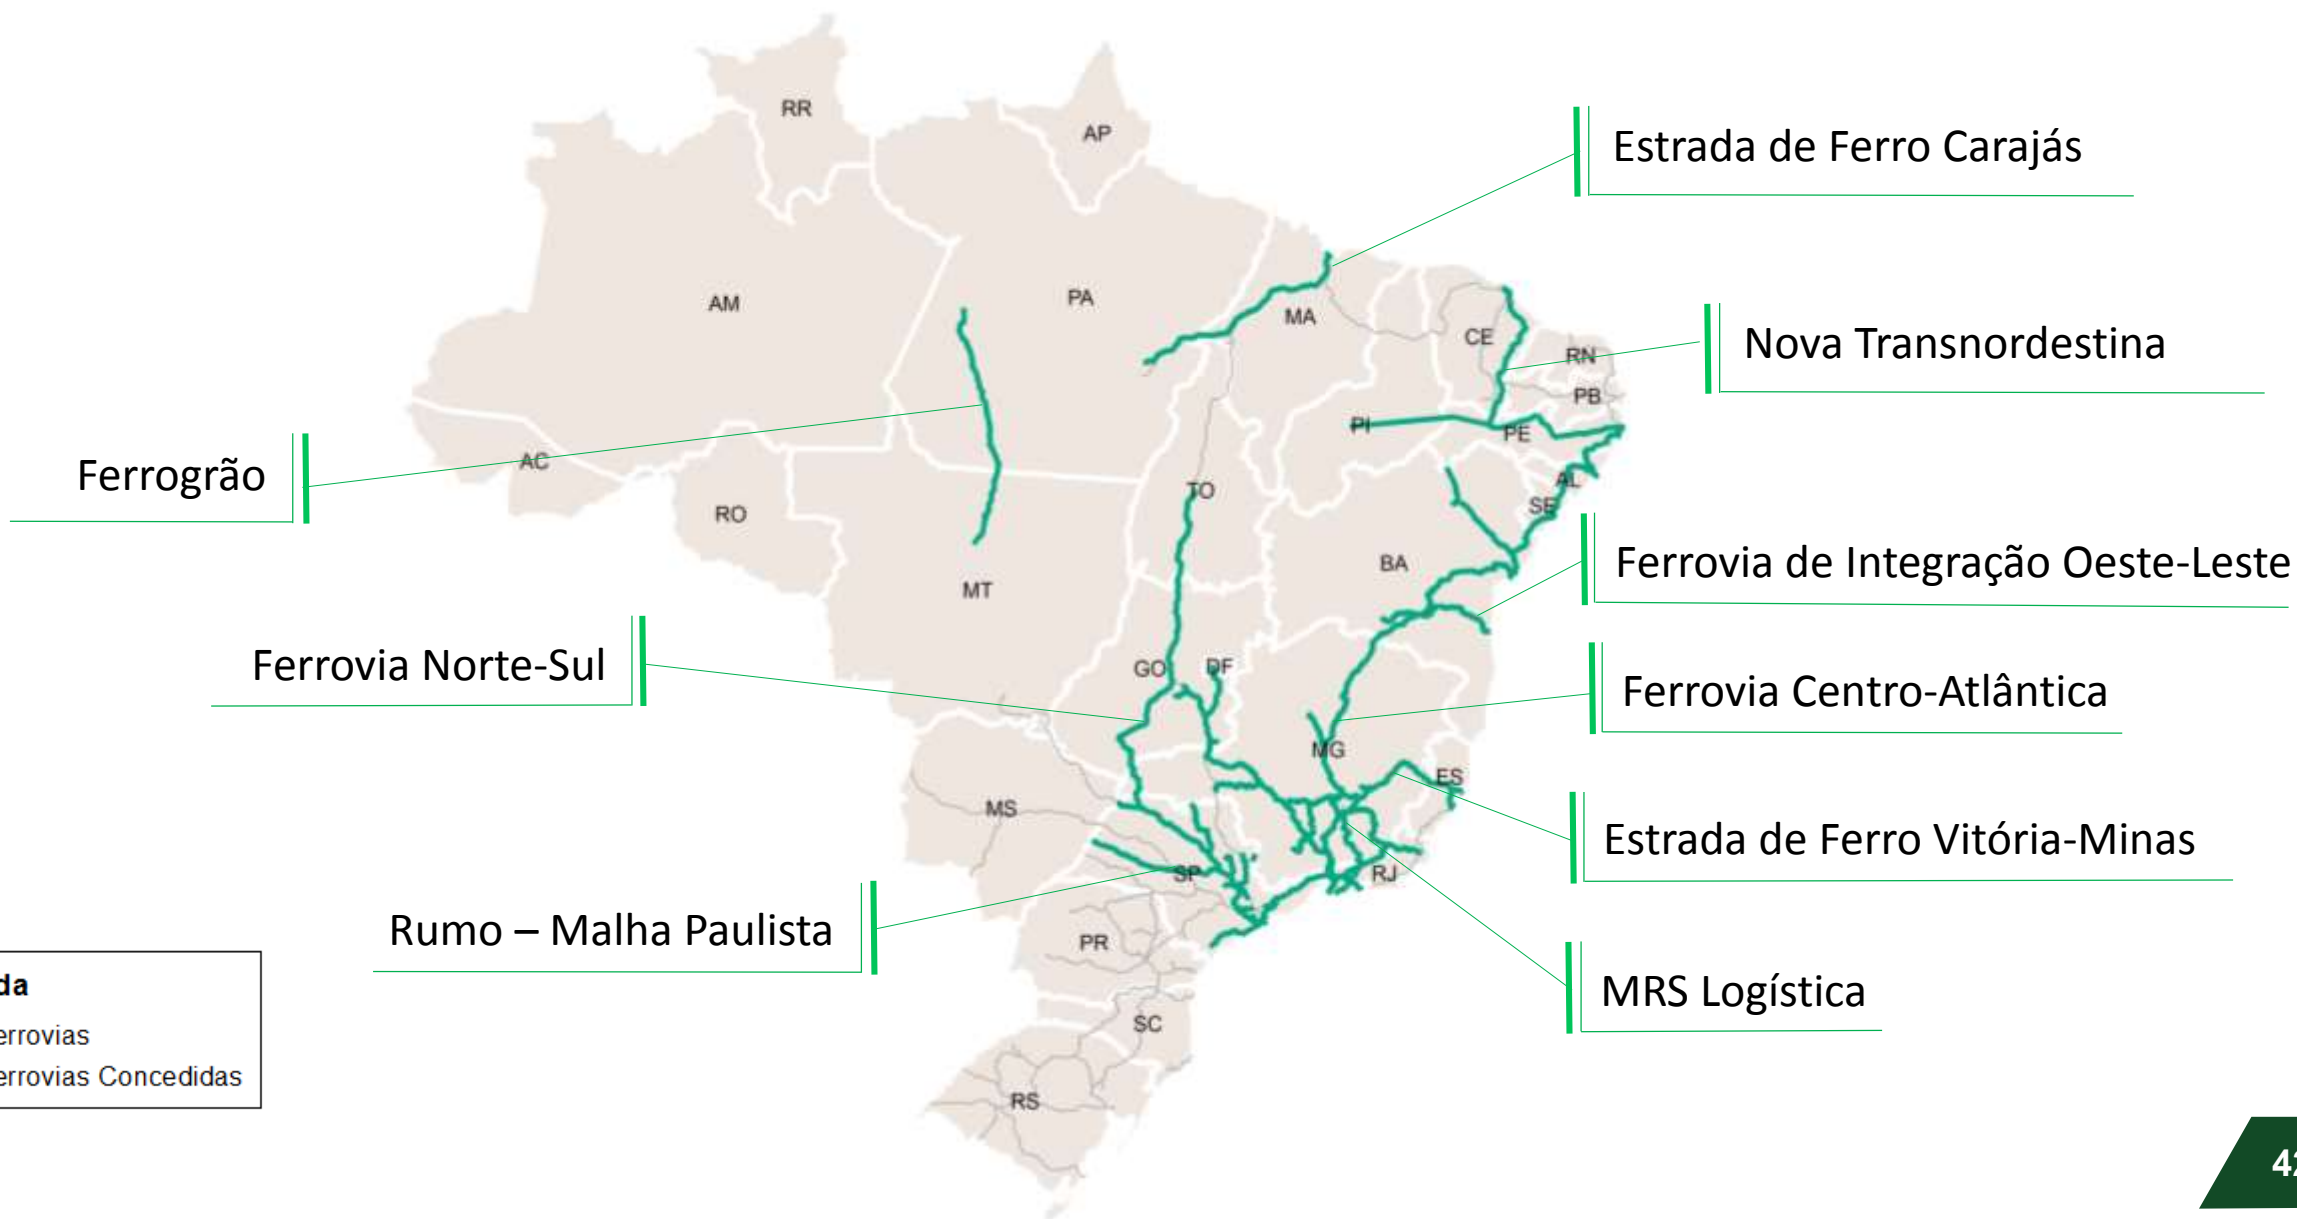 RR
AP
Estrada de Ferro Carajás
AM
PA
MA
CE
RN
Nova Transnordestina
PB
PI
PE
Ferrogrão
AC
TO
AL
SE
RO
BA
Ferrovia de Integração Oeste-Leste
MT
Ferrovia Norte-Sul
GO
DF
Ferrovia Centro-Atlântica
MG
ES
MS
Estrada de Ferro Vitória-Minas
SP
RJ
Rumo – Malha Paulista
PR
MRS Logística
da
errovias
errovias Concedidas
SC
RS